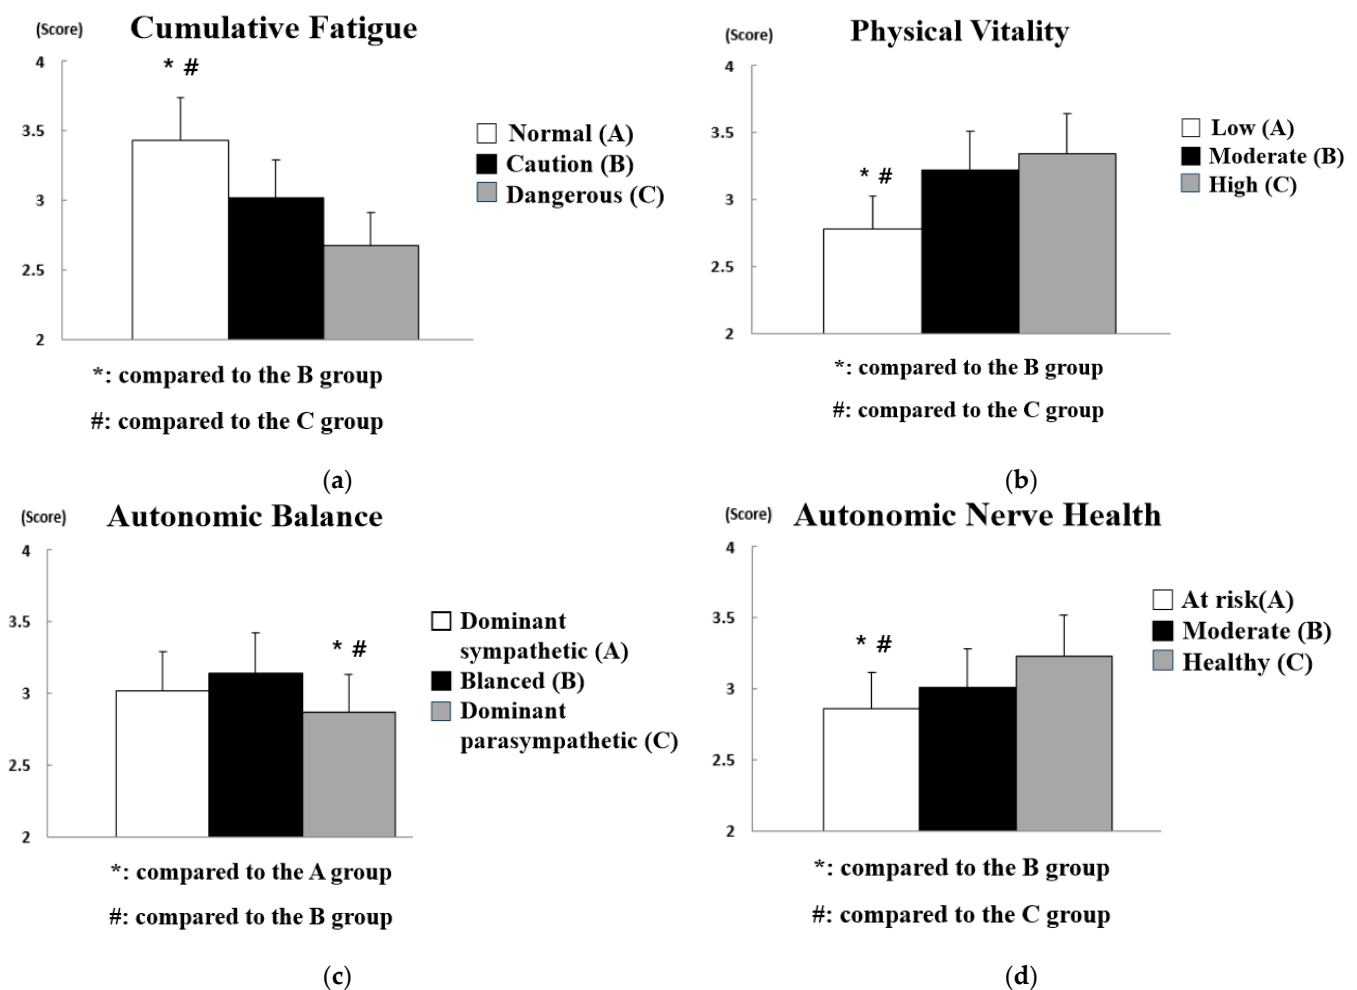 (Score) Cumulative Fatigue
4
3.5
3
2.5
2
* #
Normal (A)
Caution (B)
Dangerous (C)
*: compared to the B group
#: compared to the C group
(a)
(Score) Physical Vitality
4
3.5
3
2.5
2
* #
Low (A)
Moderate (B)
High (C)
*: compared to the B group
#: compared to the C group
(b)
(Score) Autonomic Balance
4
3.5
3
2.5
2
* #
Dominant
sympathetic (A)
Blanced (B)
Dominant
parasympathetic (C)
*: compared to the A group
#: compared to the B group
(c)
(Score) Autonomic Nerve Health
4
3.5
3
2.5
2
* #
At risk(A)
Moderate (B)
Healthy (C)
*: compared to the B group
#: compared to the C group
(d)